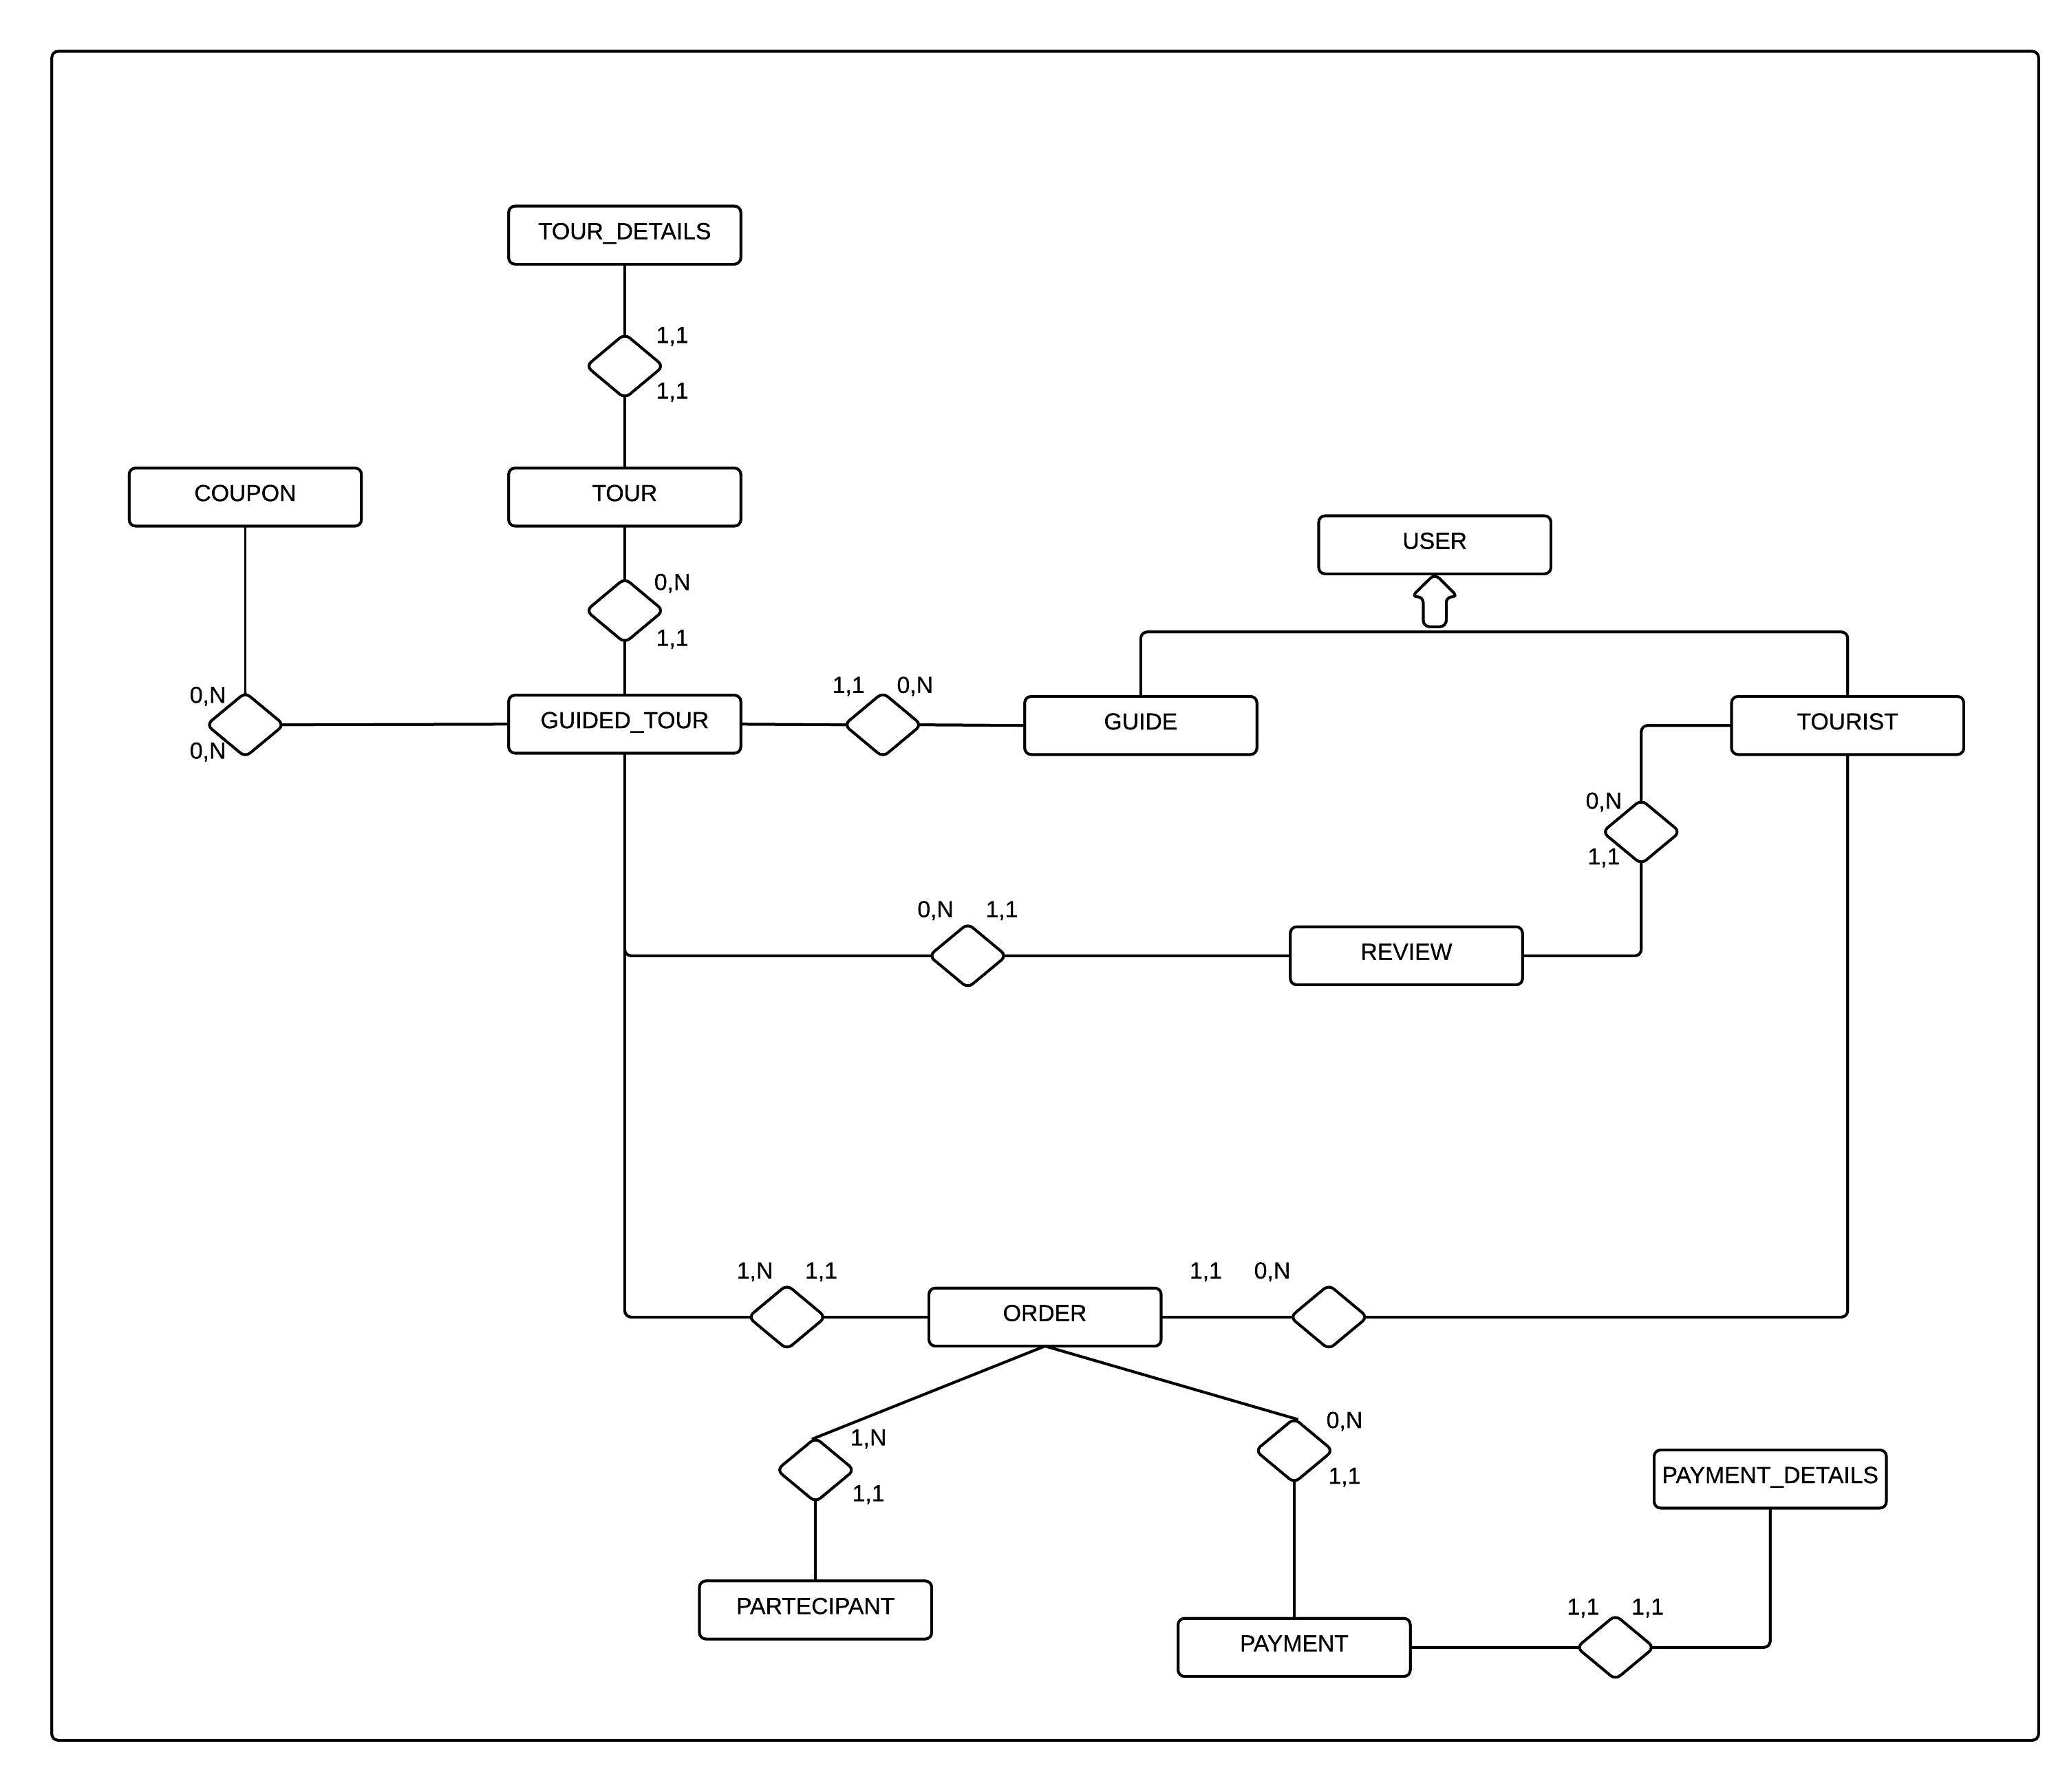 TOUR_DETAILS
1,1
1,1
COUPON
TOUR
USER
0,N
1,1
0,N
0,N
GUIDED_TOUR
1,1
0,N
GUIDE
TOURIST
0,N
1,1
0,N
1,1
REVIEW
1,N
1,1
ORDER
1,1
0,N
1,N
1,1
0,N
1,1
PAYMENT_DETAILS
PARTECIPANT
PAYMENT
1,1
1,1